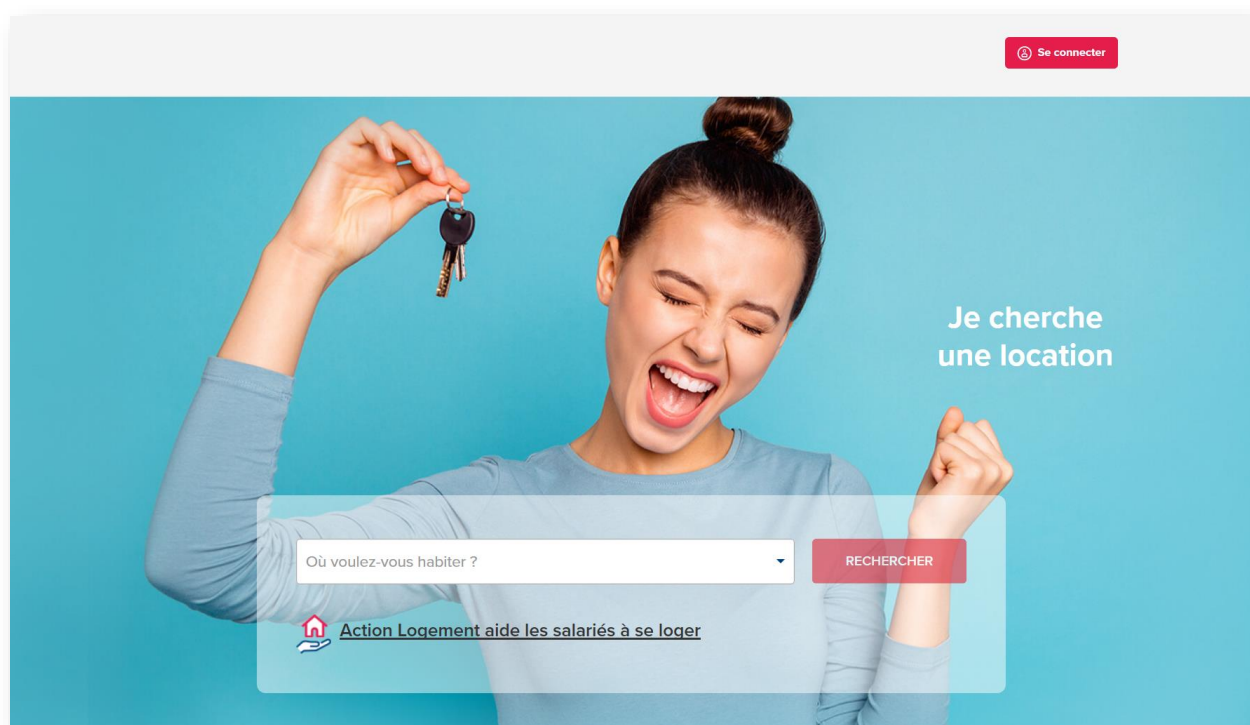 Se connecter
Je cherche
une location
Où voulez-vous habiter ?
RECHERCHER
Action Logement aide les salariés à se loger